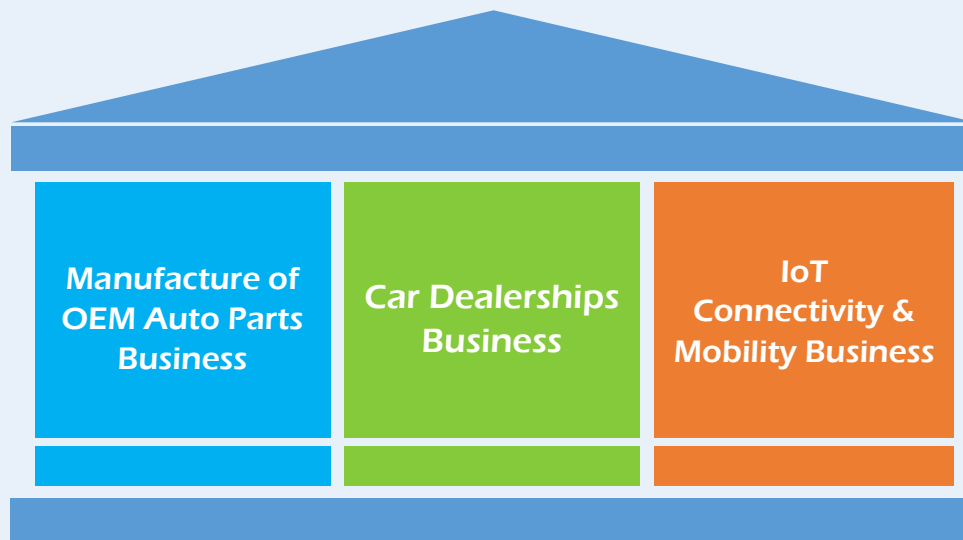 Manufacture of
OEM Auto Parts
Business
Car Dealerships
Business
IoT
Connectivity &
Mobility Business